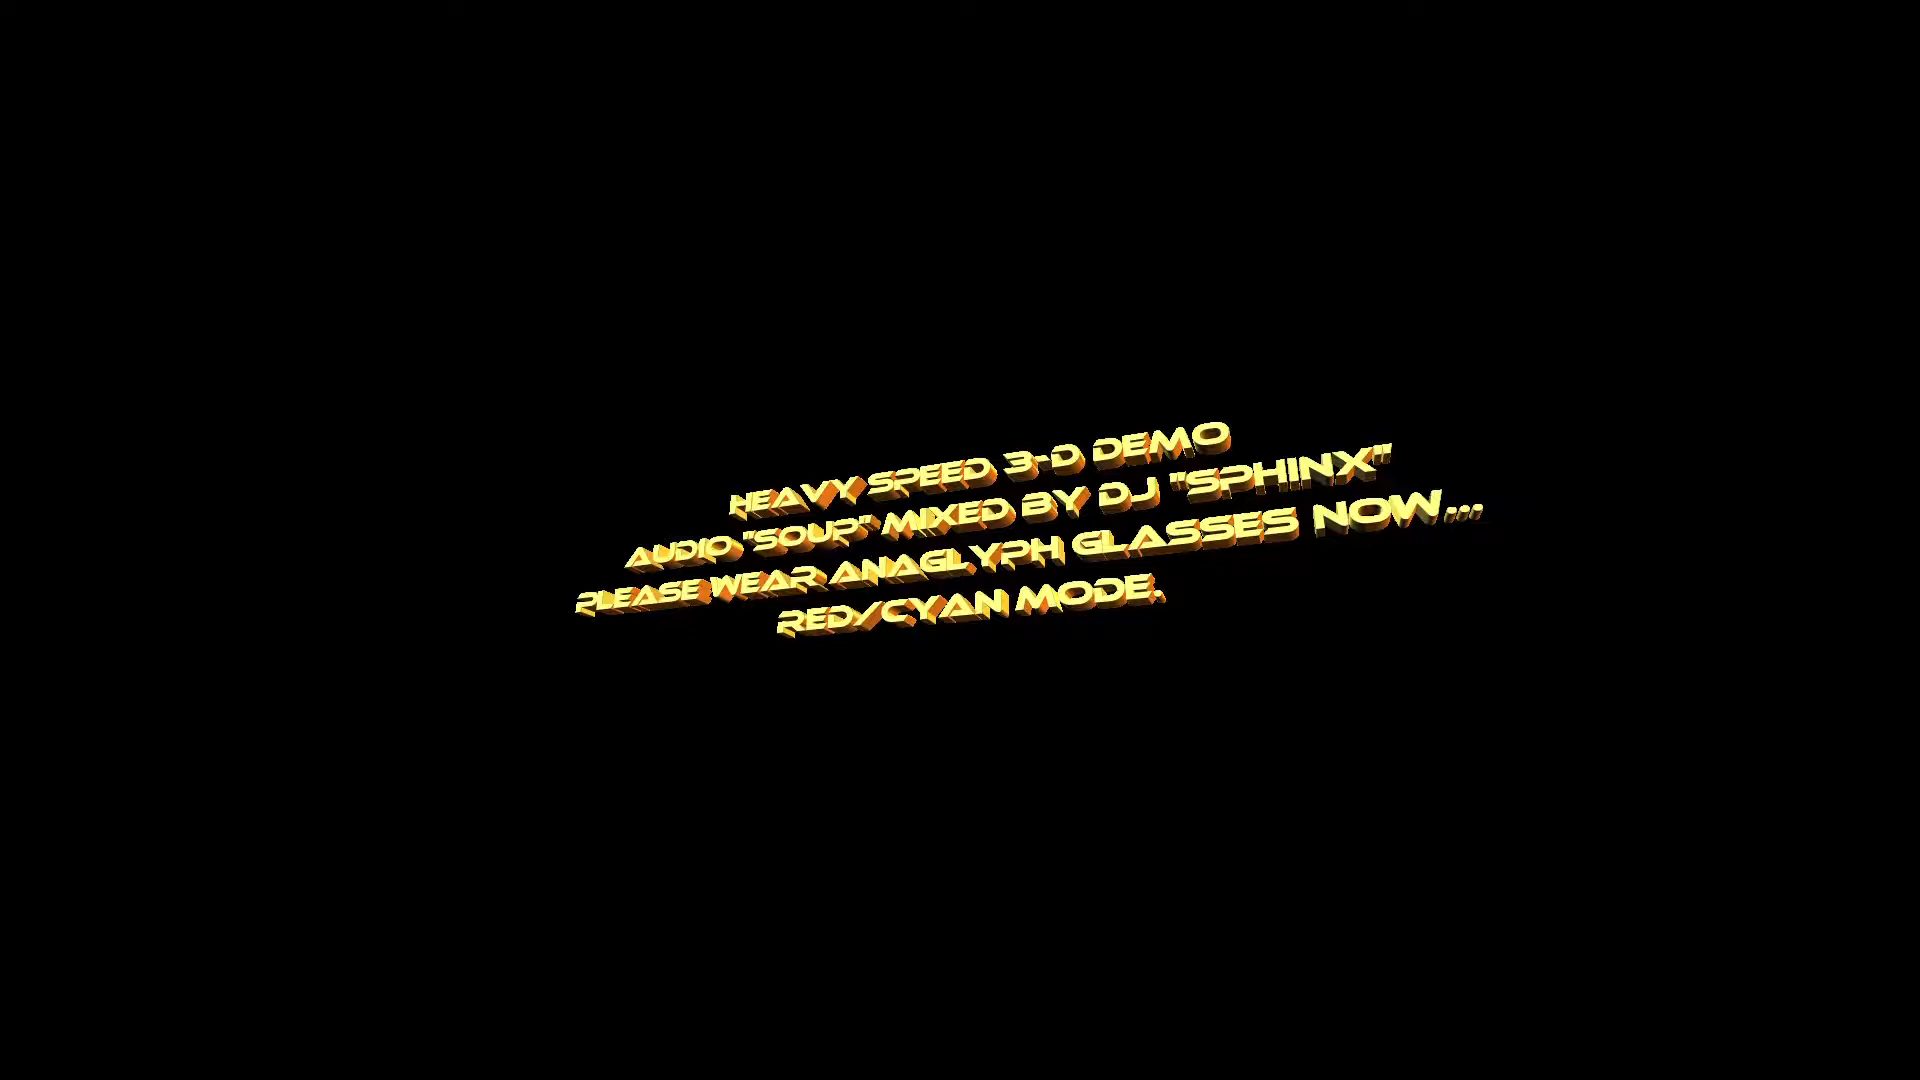 HEAVY SPEED 3-D DEMO
AUDIO "SOUP" MIXED BY DJ "SPHINX"
PLEASE WEAR ANAGLYPH GLASSES NOW...
RED/CYAN MODE.